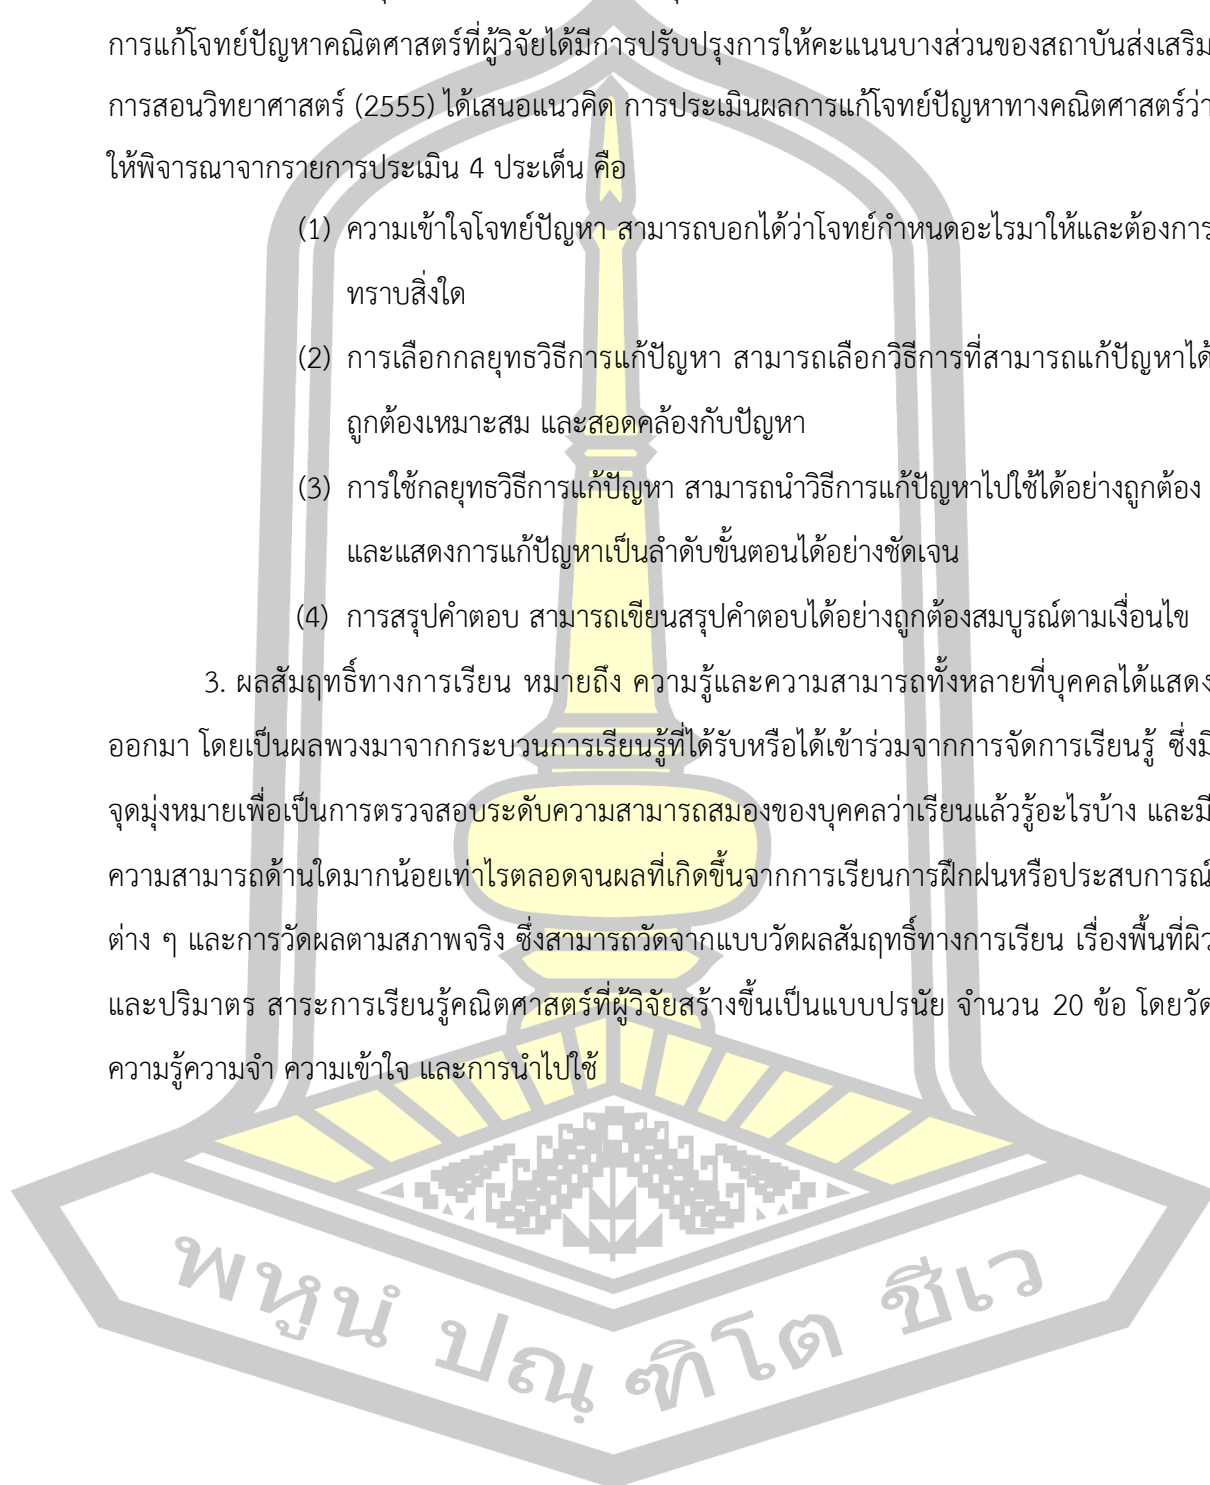 การแก้โจทย์ปัญหาคณิตศาสตร์ที่ผู้วิจัยได้มีการปรับปรุงการให้คะแนนบางส่วนของสถาบันส่งเสริม
การสอนวิทยาศาสตร์ (2555) ได้เสนอแนวคิด การประเมินผลการแก้โจทย์ปัญหาทางคณิตศาสตร์ว่า
ให้พิจารณาจากรายการประเมิน 4 ประเด็น คือ
(1) ความเข้าใจโจทย์ปัญหา สามารถบอกได้ว่าโจทย์กำหนดอะไรมาให้และต้องการ
ทราบสิ่งใด
(2) การเลือกกลยุทธวิธีการแก้ปัญหา สามารถเลือกวิธีการที่สามารถแก้ปัญหาได้
ถูกต้องเหมาะสม และสอดคล้องกับปัญหา
(3) การใช้กลยุทธวิธีการแก้ปัญหา สามารถนำวิธีการแก้ปัญหาไปใช้ได้อย่างถูกต้อง
และแสดงการแก้ปัญหาเป็นลำดับขั้นตอนได้อย่างชัดเจน
(4) การสรุปคำตอบ สามารถเขียนสรุปคำตอบได้อย่างถูกต้องสมบูรณ์ตามเงื่อนไข
3. ผลสัมฤทธิ์ทางการเรียน หมายถึง ความรู้และความสามารถทั้งหลายที่บุคคลได้แสดง
ออกมา โดยเป็นผลพวงมาจากกระบวนการเรียนรู้ที่ได้รับหรือได้เข้าร่วมจากการจัดการเรียนรู้ ซึ่งมี
จุดมุ่งหมายเพื่อเป็นการตรวจสอบระดับความสามารถสมองของบุคคลว่าเรียนแล้วรู้อะไรบ้าง และมี
ความสามารถด้านใดมากน้อยเท่าไรตลอดจนผลที่เกิดขึ้นจากการเรียนการฝึกฝนหรือประสบการณ์
ต่าง ๆ และการวัดผลตามสภาพจริง ซึ่งสามารถวัดจากแบบวัดผลสัมฤทธิ์ทางการเรียน เรื่องพื้นที่ผิว
และปริมาตร สาระการเรียนรู้คณิตศาสตร์ที่ผู้วิจัยสร้างขึ้นเป็นแบบปรนัย จำนวน 20 ข้อ โดยวัด
ความรู้ความจำ ความเข้าใจ และการนำไปใช้
พหูนํ ปณฺฑิโต ชีเว